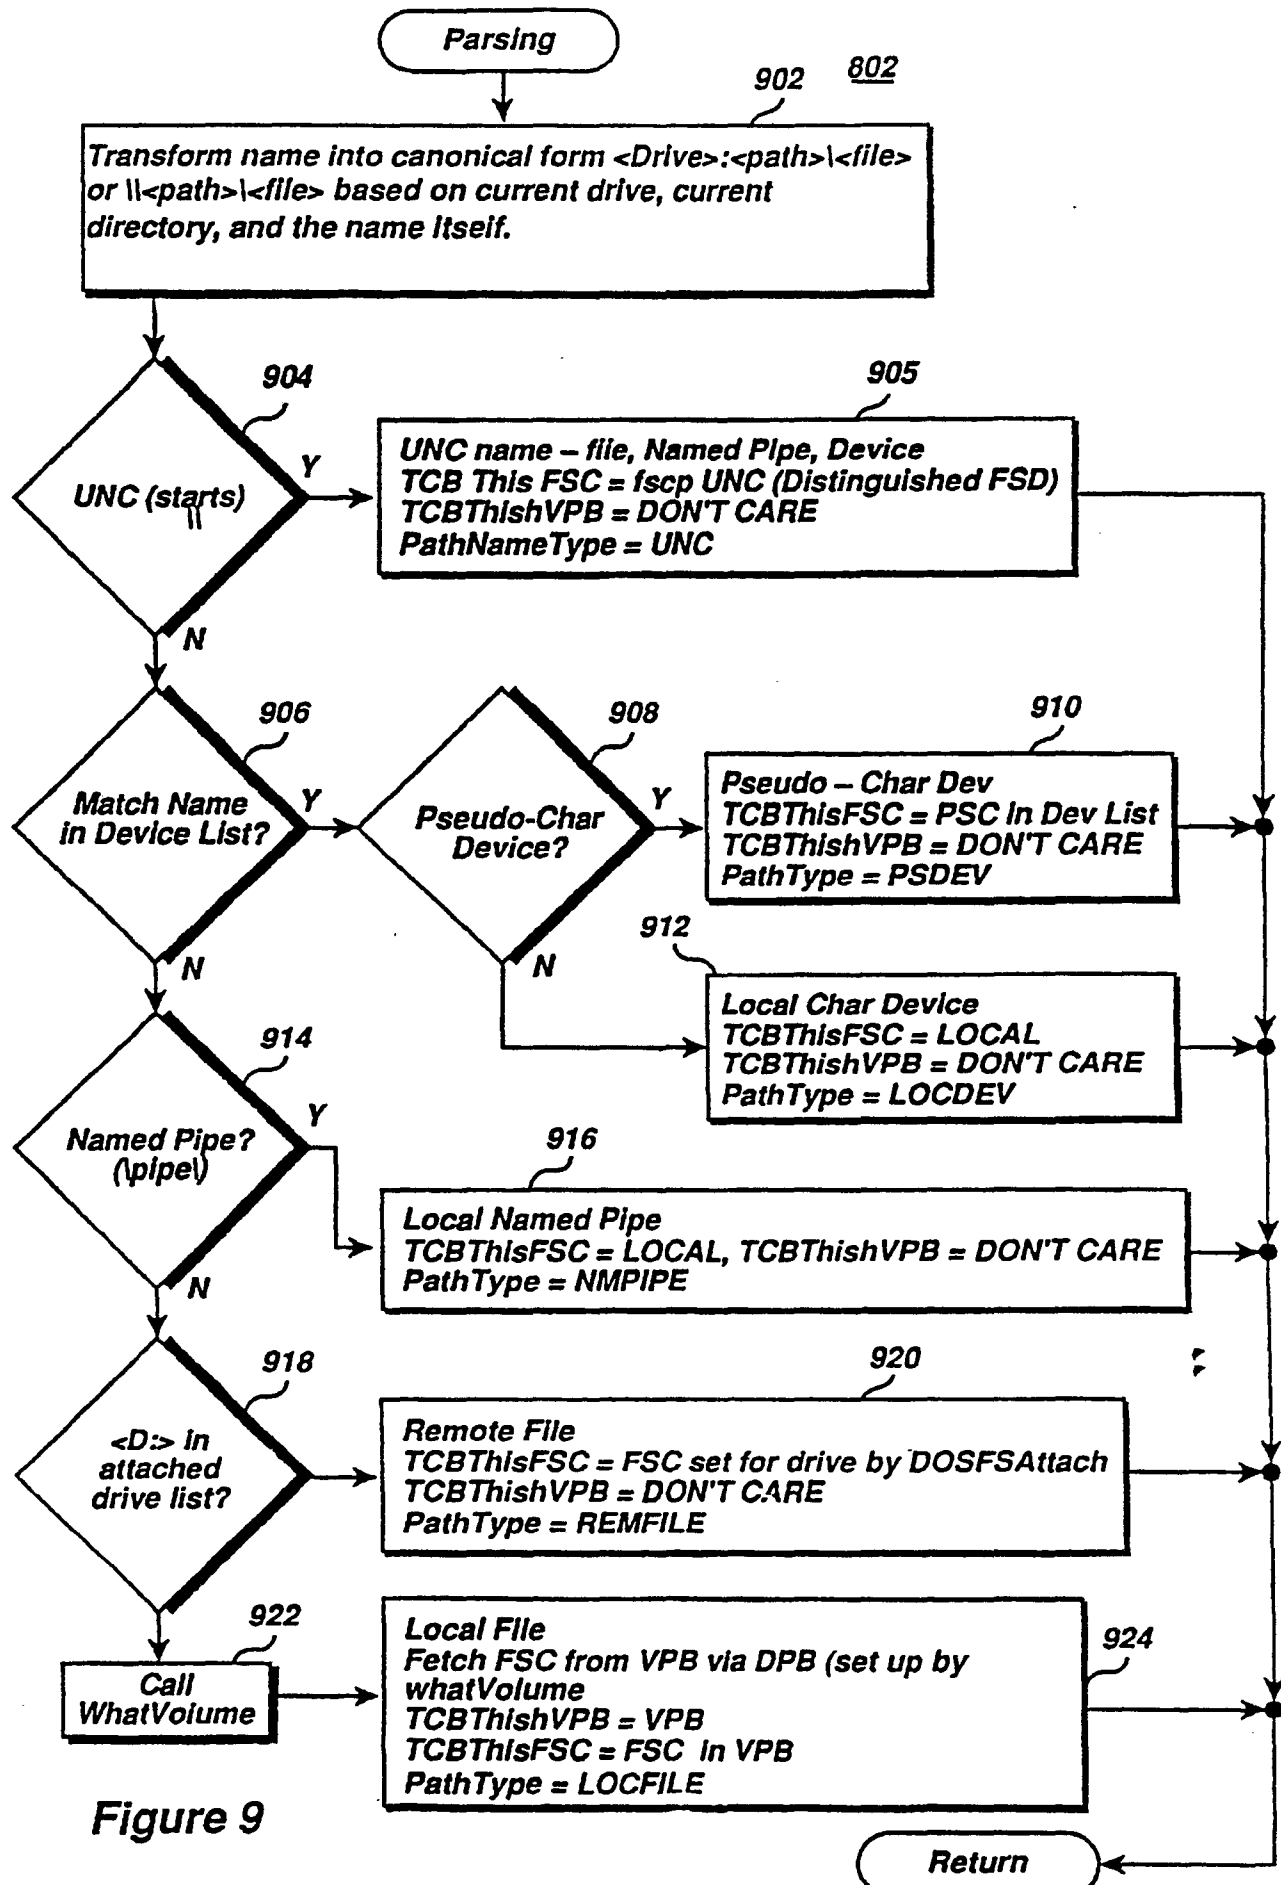 Parsing
902
802
Transform name into canonical form <Drive>:<path>\<file>
or \\<path>\<file> based on current drive, current
directory, and the name itself.
904
905
Y
UNC (starts)
\\
UNC name – file, Named Pipe, Device
TCB This FSC = fscp UNC (Distinguished FSD)
TCBThishVPB = DON'T CARE
PathNameType = UNC
N
906
908
910
Match Name
in Device List?
Y
Pseudo-Char
Device?
Y
Pseudo – Char Dev
TCBThisFSC = PSC in Dev List
TCBThishVPB = DON'T CARE
PathType = PSDEV
N
N
912
Local Char Device
TCBThisFSC = LOCAL
TCBThishVPB = DON'T CARE
PathType = LOCDEV
914
Y
Named Pipe?
(\pipe\)
916
Local Named Pipe
TCBThisFSC = LOCAL, TCBThishVPB = DON'T CARE
PathType = NMPIPE
N
918
920
<D:> in
attached
drive list?
Remote File
TCBThisFSC = FSC set for drive by DOSFSAttach
TCBThishVPB = DON'T CARE
PathType = REMFILE
922
Call
WhatVolume
924
Local File
Fetch FSC from VPB via DPB (set up by
whatVolume
TCBThishVPB = VPB
TCBThisFSC = FSC in VPB
PathType = LOCFILE
Figure 9
Return